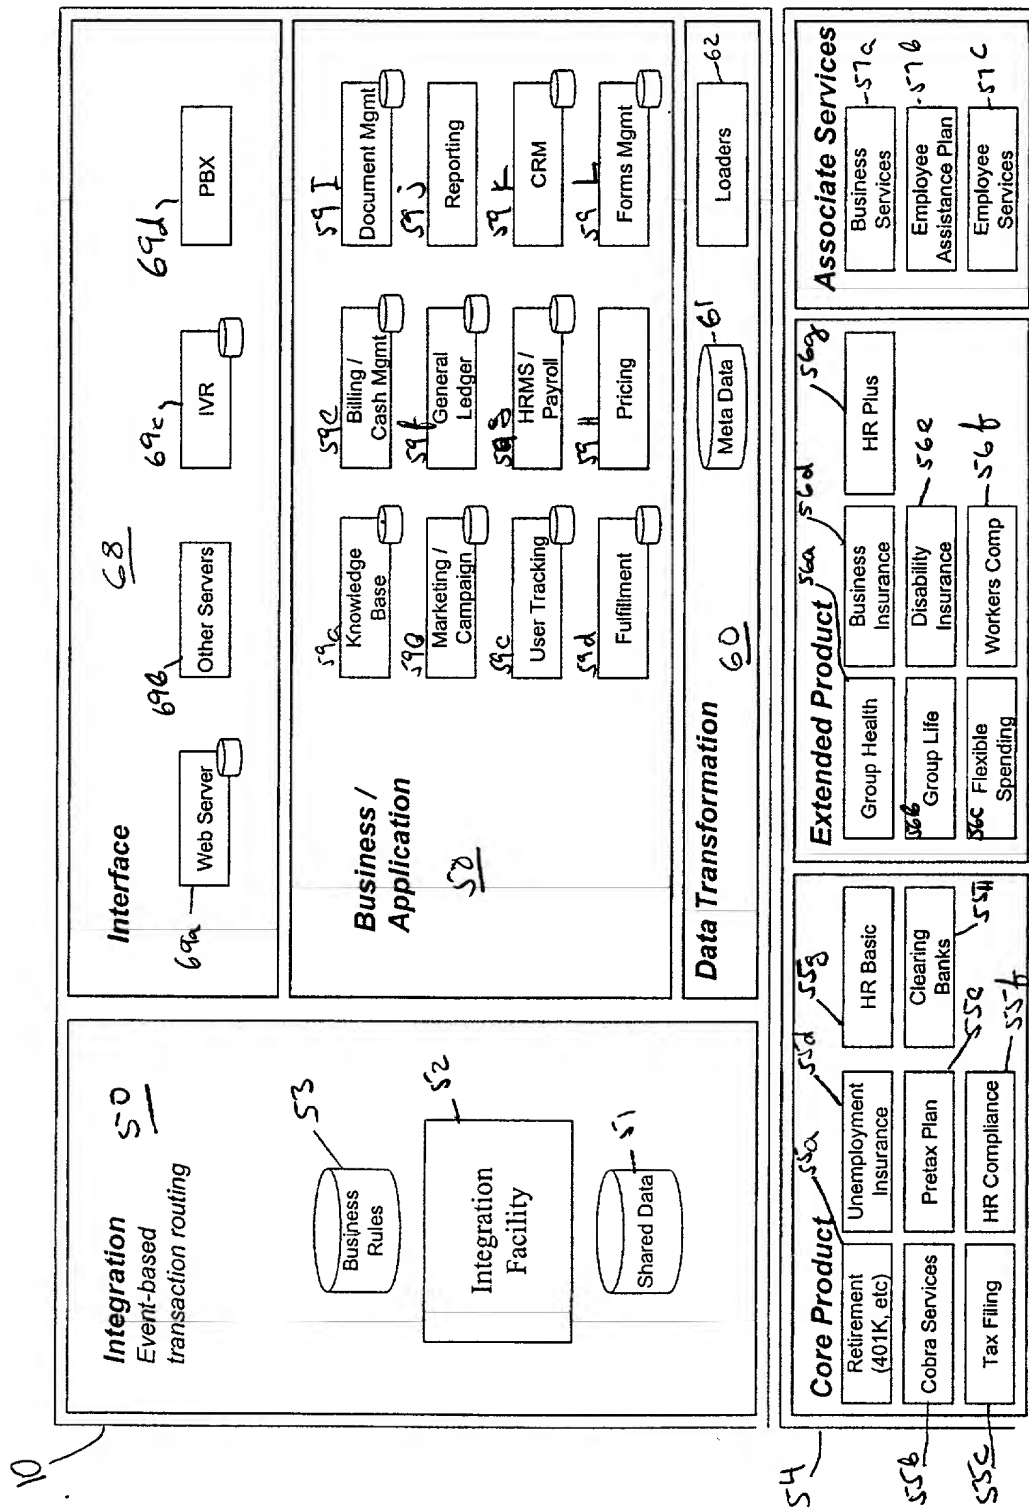 10
Integration 50
Event-based
transaction routing
53
Business
Rules
52
Integration
Facility
51
Shared Data
Interface
68
69a
Web Server
69b
Other Servers
69c
IVR
69d
PBX
Business /
Application
58
59a
Knowledge
Base
59b
Marketing /
Campaign
59c
User Tracking
59d
Fulfillment
59e
Billing /
Cash Mgmt
59f
General
Ledger
59g
HRMS /
Payroll
59H
Pricing
59I
Document Mgmt
59j
Reporting
59k
CRM
59L
Forms Mgmt
Data Transformation
60
Meta Data
61
Loaders
62
54
Core Product
55a
Retirement
(401K, etc)
55b
Cobra Services
55c
Tax Filing
55d
Unemployment
Insurance
Pretax Plan
55e
HR Compliance
55f
55g
HR Basic
Clearing
Banks
55H
Extended Product
56a
Group Health
56b
Group Life
56c
Flexible
Spending
56d
Business
Insurance
Disability
Insurance
56e
Workers Comp
56f
56g
HR Plus
Associate Services
Business
Services
57a
Employee
Assistance Plan
57b
Employee
Services
57c